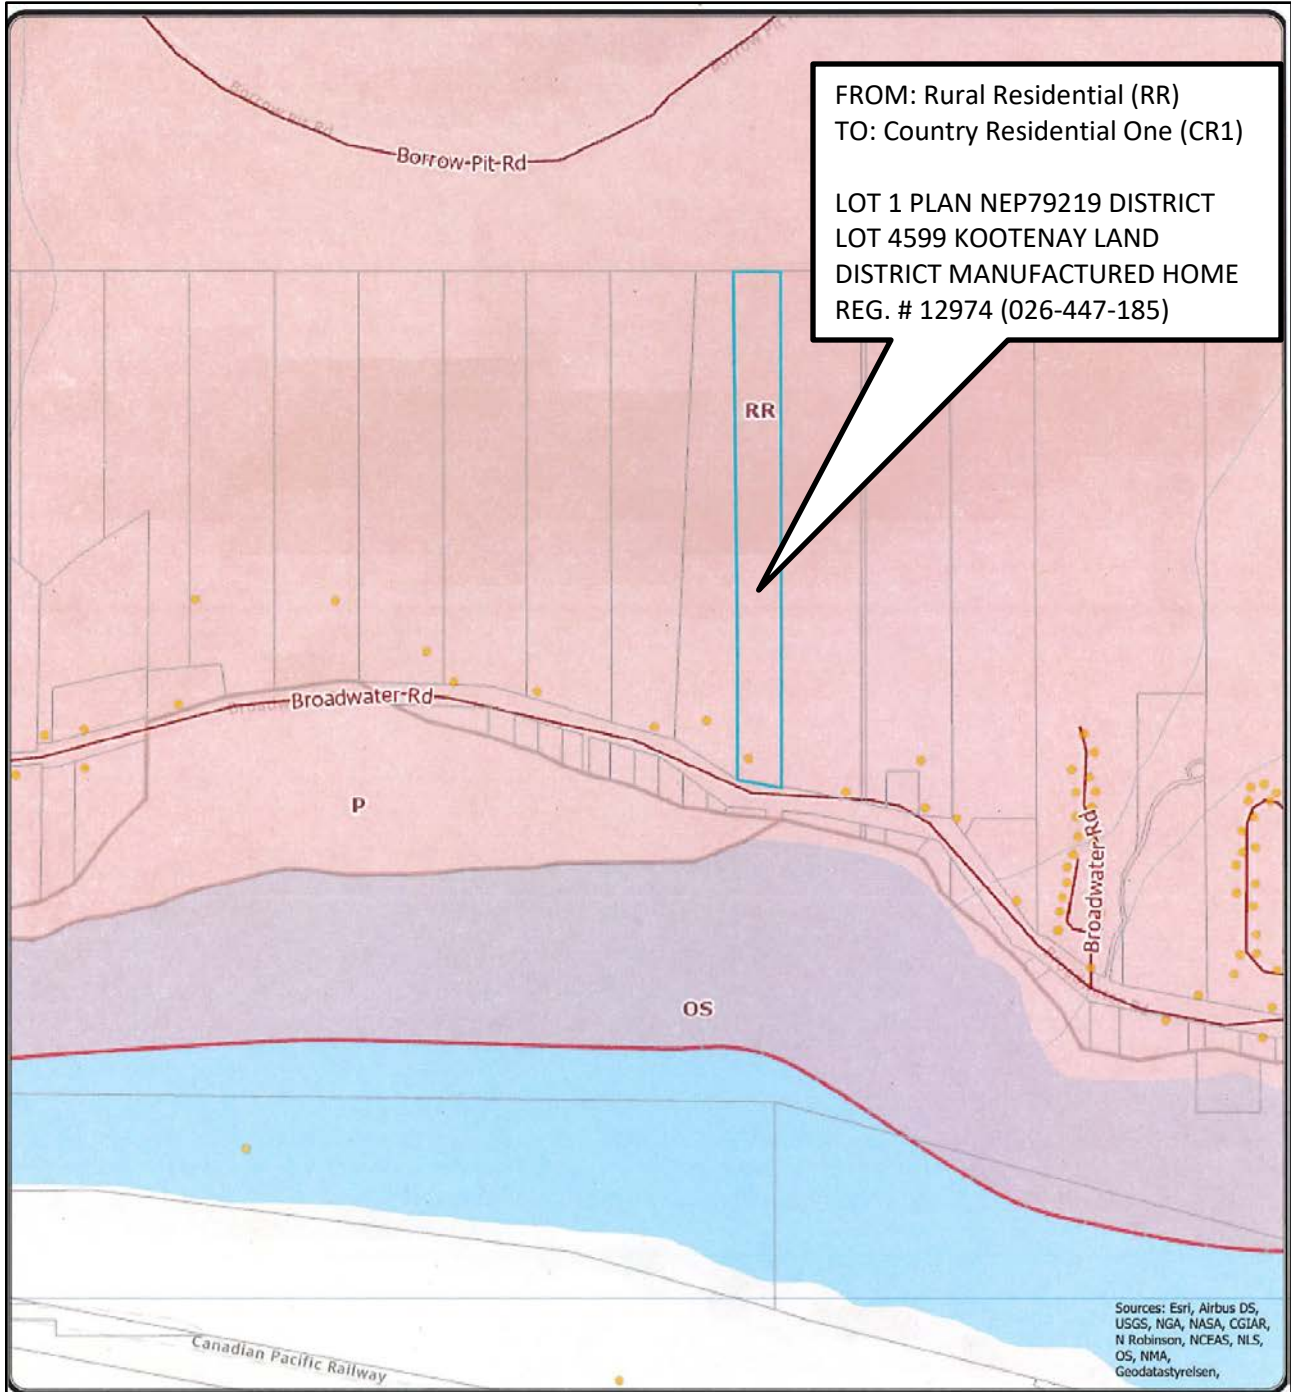 FROM: Rural Residential (RR)
TO: Country Residential One (CR1)
LOT 1 PLAN NEP79219 DISTRICT
LOT 4599 KOOTENAY LAND
DISTRICT MANUFACTURED HOME
REG. # 12974 (026-447-185)
Borrow-Pit-Rd
RR
Broadwater-Rd
P
Broadwater-Rd
OS
Canadian Pacific Railway
Sources: Esri, Airbus DS,
USGS, NGA, NASA, CGIAR,
N Robinson, NCEAS, NLS,
OS, NMA,
Geodatastyrelsen,